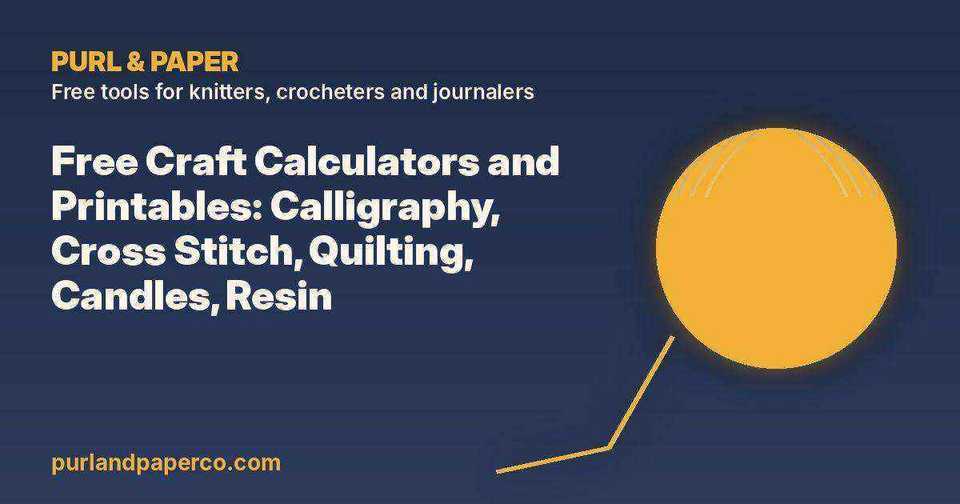 PURL & PAPER
Free tools for knitters, crocheters and journalers
Free Craft Calculators and
Printables: Calligraphy,
Cross Stitch, Quilting,
Candles, Resin
purlandpaperco.com